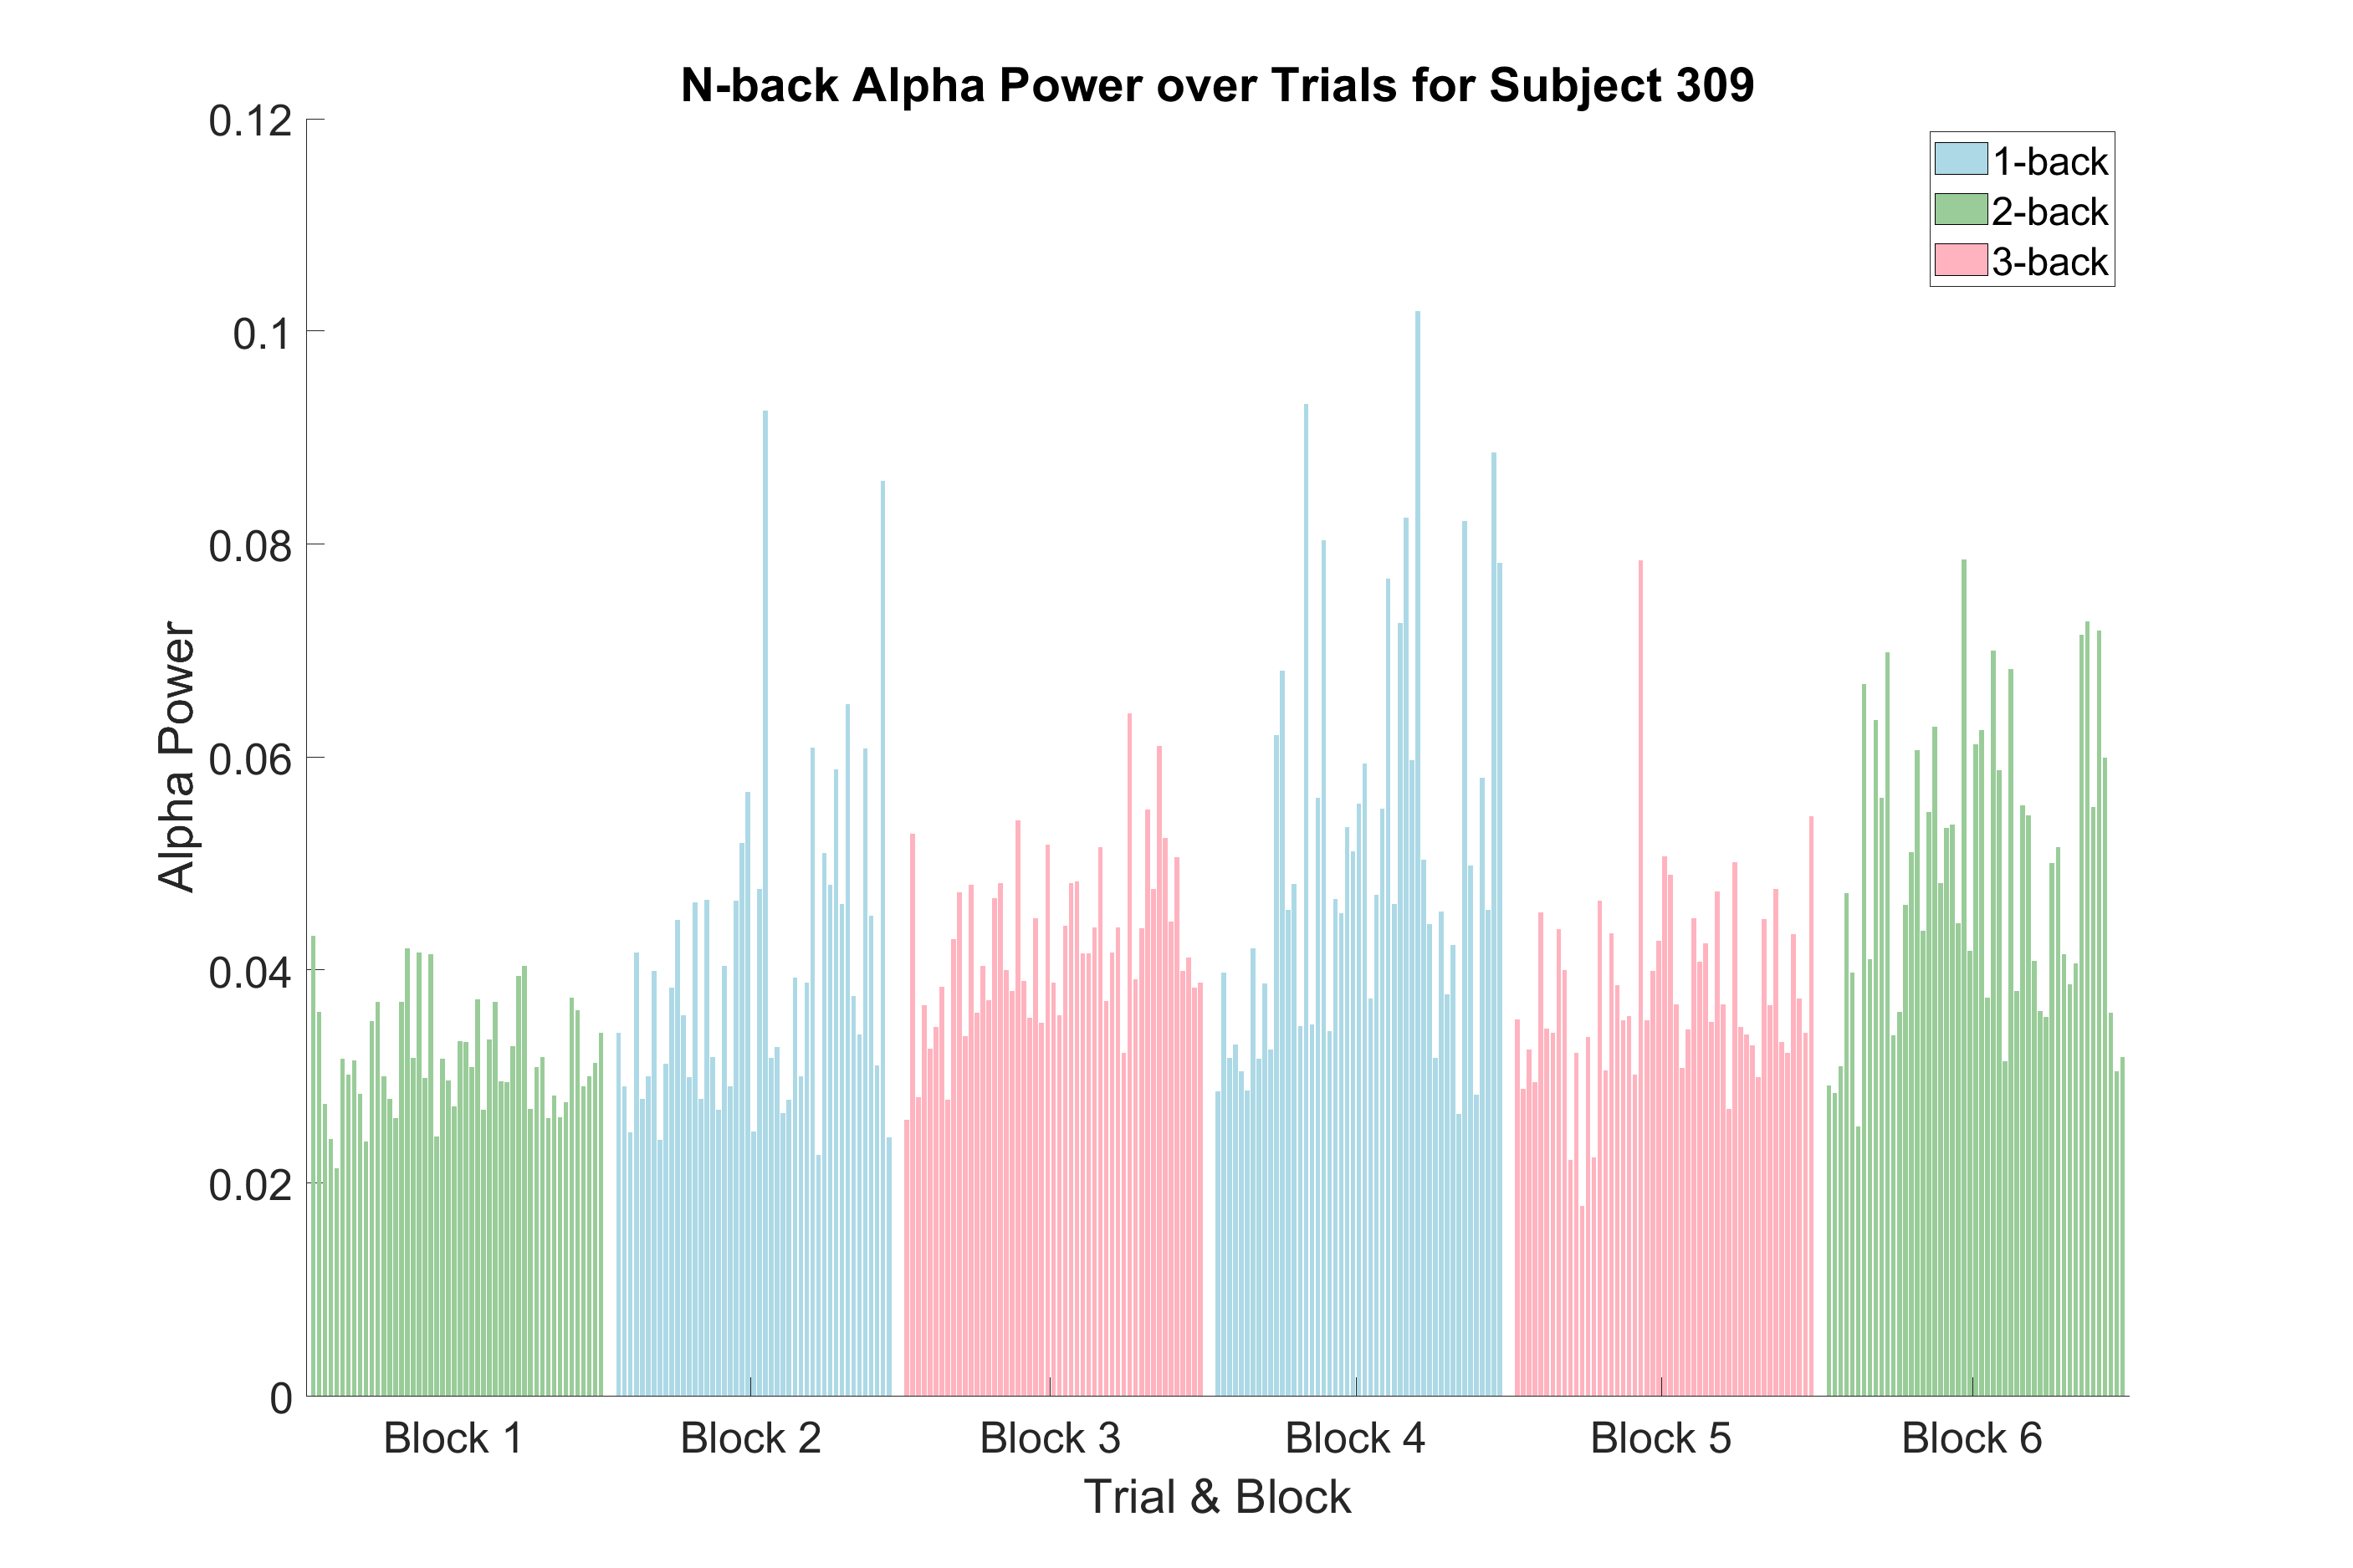 N-back Alpha Power over Trials for Subject 309
0.12
0.1
0.08
0.06
0.04
0.02
0
Alpha Power
1-back
2-back
3-back
Block 1
Block 2
Block 3
Block 4
Block 5
Block 6
Trial & Block